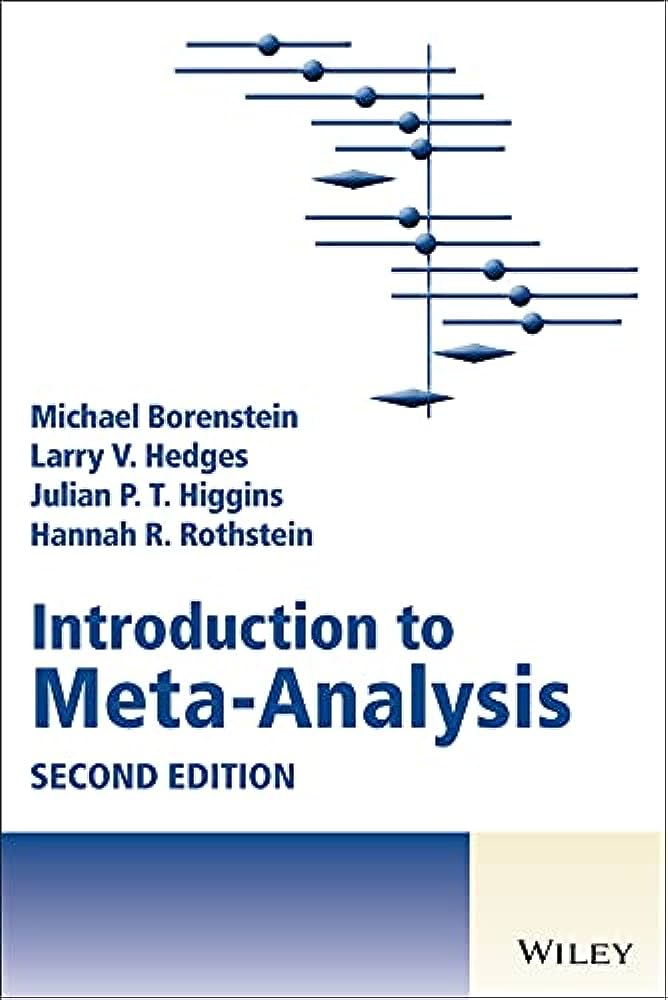 Michael Borenstein
Larry V. Hedges
Julian P. T. Higgins
Hannah R. Rothstein
Introduction to
Meta-Analysis
SECOND EDITION
WILEY